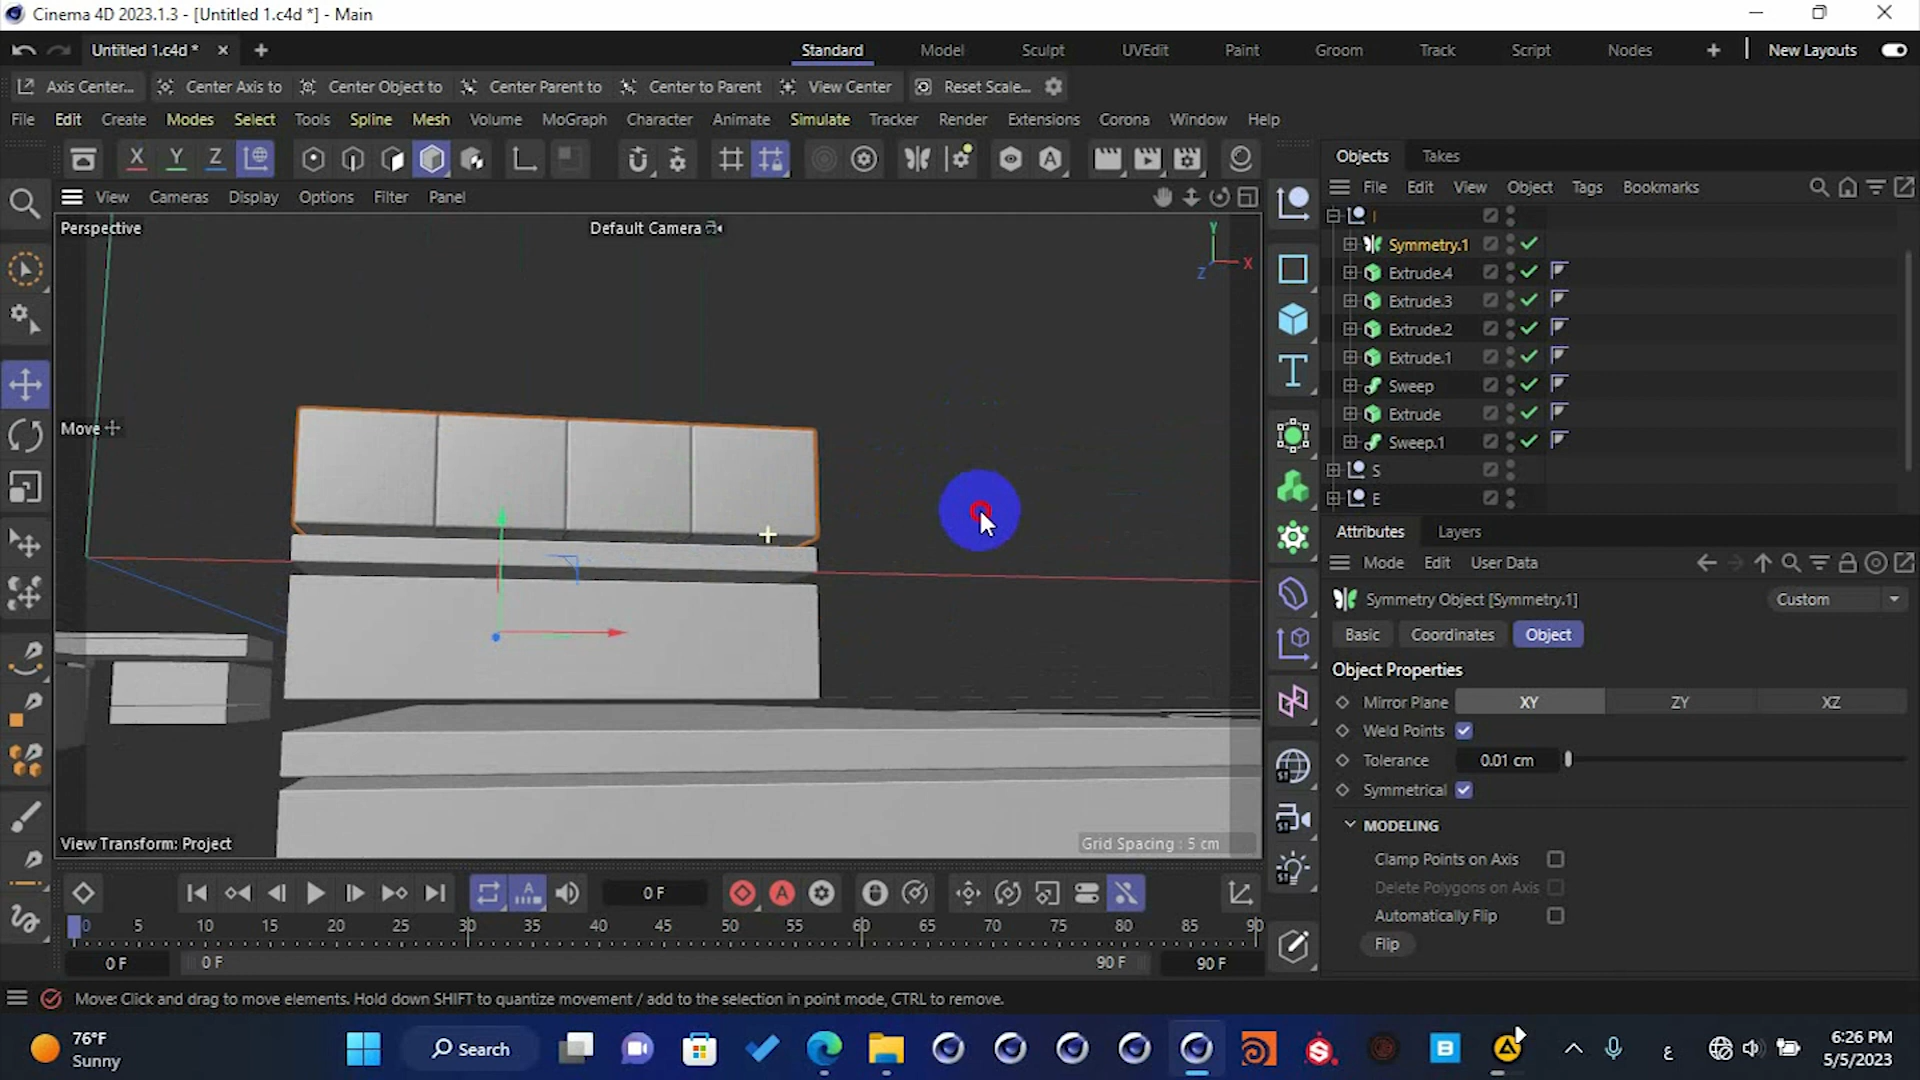 Cinema 4D 2023.1.3 - [Untitled 1.c4d *] - Main
Untitled 1.c4d *
Standard Model Sculpt UVEdit Paint Groom Track Script Nodes New Layouts
Axis Center... Center Axis to Center Object to Center Parent to Center to Parent View Center Reset Scale...
File Edit Create Modes Select Tools Spline Mesh Volume MoGraph Character Animate Simulate Tracker Render Extensions Corona Window Help
X Y Z
Objects Takes
View Cameras Display Options Filter Panel
File Edit View Object Tags Bookmarks
Perspective
Default Camera
Y
X
Z
I
Symmetry.1
Extrude.4
Extrude.3
Extrude.2
Extrude.1
Sweep
Extrude
Sweep.1
S
E
Move
Attributes Layers
Mode Edit User Data
Symmetry Object [Symmetry.1]
Custom
Basic Coordinates Object
Object Properties
Mirror Plane XY ZY XZ
Weld Points
Tolerance 0.01 cm
Symmetrical
MODELING
Clamp Points on Axis
Delete Polygons on Axis
Automatically Flip
Flip
View Transform: Project
Grid Spacing : 5 cm
0 F
0 5 10 15 20 25 30 35 40 45 50 55 60 65 70 75 80 85 90
0 F 0 F 90 F 90 F
Move: Click and drag to move elements. Hold down SHIFT to quantize movement / add to the selection in point mode, CTRL to remove.
76°F
Sunny
Search
ع
6:26 PM
5/5/2023